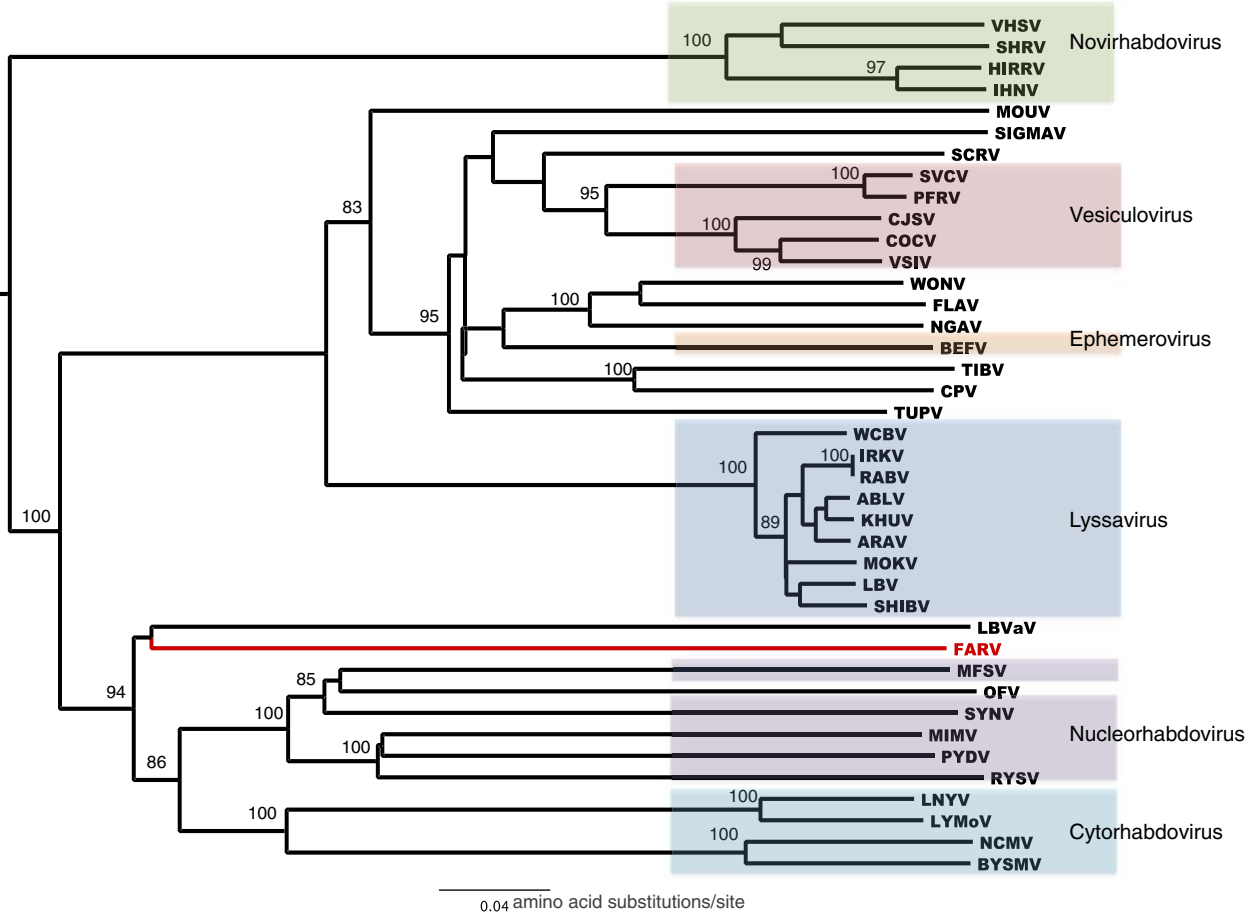 VHSV
100
SHRV
Novirhabdovirus
97
HIRRV
IHNV
MOUV
SIGMAV
SCRV
100
SVCV
95
PFRV
83
Vesiculovirus
100
CJSV
COCV
99
VSIV
WONV
100
FLAV
95
NGAV
Ephemerovirus
BEFV
100
TIBV
CPV
TUPV
WCBV
100
100
IRKV
RABV
ABLV
100
89
KHUV
Lyssavirus
ARAV
MOKV
LBV
SHIBV
LBVaV
FARV
MFSV
85
94
OFV
100
SYNV
100
MIMV
Nucleorhabdovirus
86
PYDV
RYSV
100
LNYV
100
LYMoV
100
NCMV
Cytorhabdovirus
BYSMV
0.04 amino acid substitutions/site